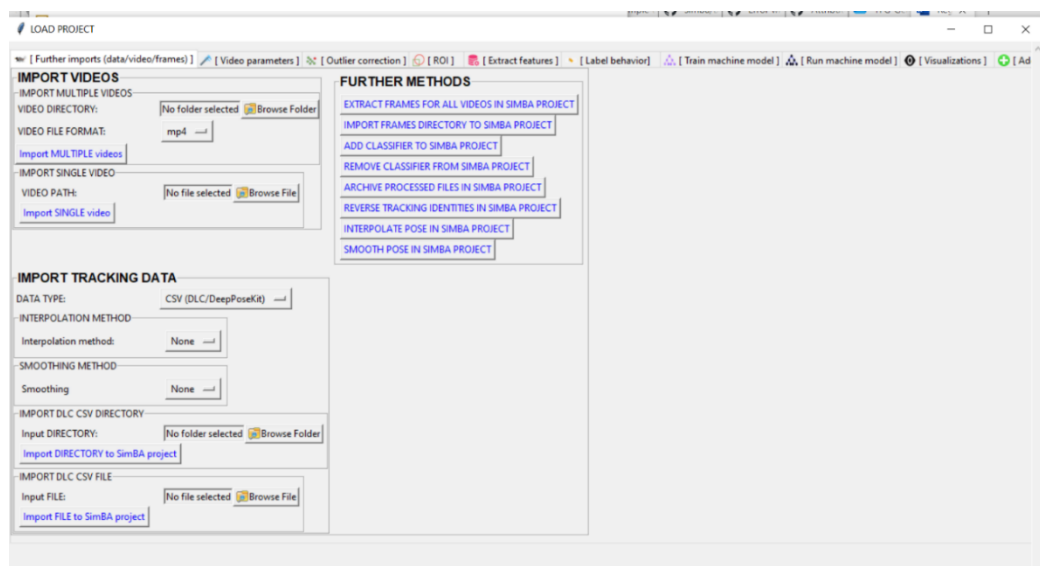 LOAD PROJECT
[ Further imports (data/video/frames) ] [ Video parameters ] [ Outlier correction ] [ ROI ] [ Extract features ] [ Label behavior] [ Train machine model ] [ Run machine model ] [ Visualizations ] [ Ad
IMPORT VIDEOS
IMPORT MULTIPLE VIDEOS
VIDEO DIRECTORY: No folder selected Browse Folder
VIDEO FILE FORMAT: mp4
Import MULTIPLE videos
IMPORT SINGLE VIDEO
VIDEO PATH: No file selected Browse File
Import SINGLE video
FURTHER METHODS
EXTRACT FRAMES FOR ALL VIDEOS IN SIMBA PROJECT
IMPORT FRAMES DIRECTORY TO SIMBA PROJECT
ADD CLASSIFIER TO SIMBA PROJECT
REMOVE CLASSIFIER FROM SIMBA PROJECT
ARCHIVE PROCESSED FILES IN SIMBA PROJECT
REVERSE TRACKING IDENTITIES IN SIMBA PROJECT
INTERPOLATE POSE IN SIMBA PROJECT
SMOOTH POSE IN SIMBA PROJECT
IMPORT TRACKING DATA
DATA TYPE: CSV (DLC/DeepPoseKit)
INTERPOLATION METHOD
Interpolation method: None
SMOOTHING METHOD
Smoothing None
IMPORT DLC CSV DIRECTORY
Input DIRECTORY: No folder selected Browse Folder
Import DIRECTORY to SimBA project
IMPORT DLC CSV FILE
Input FILE: No file selected Browse File
Import FILE to SimBA project